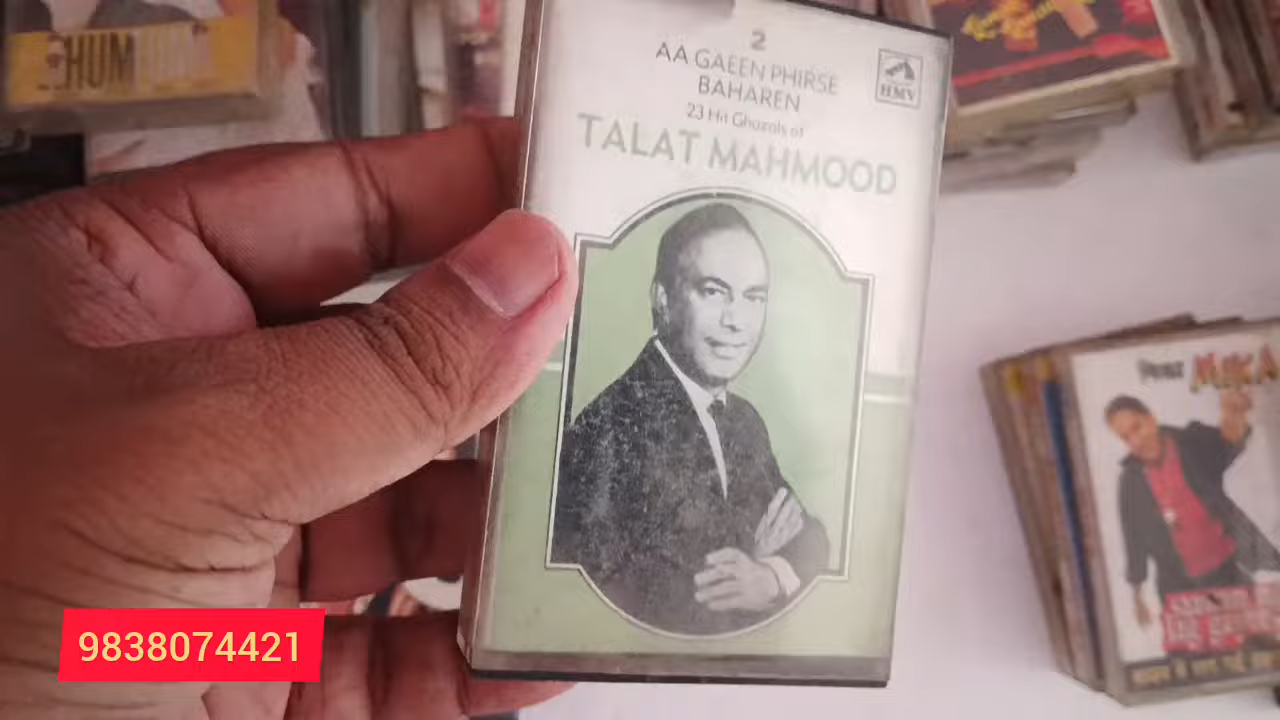 HUM
2
AA GAEEN PHIRSE
BAHAREN
23 Hit Ghazals of
TALAT MAHMOOD
HMV
MIKA
9838074421